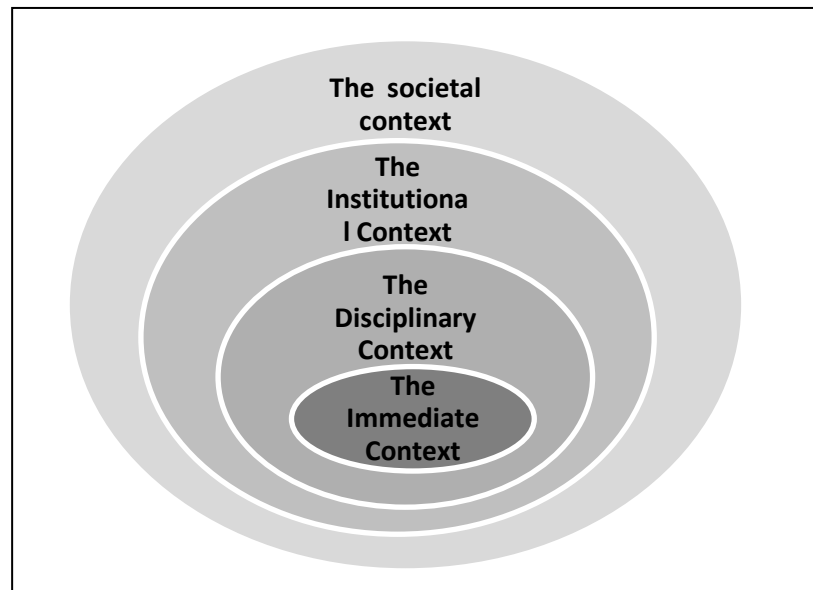 The societal
context
The
Institutiona
l Context
The
Disciplinary
Context
The
Immediate
Context